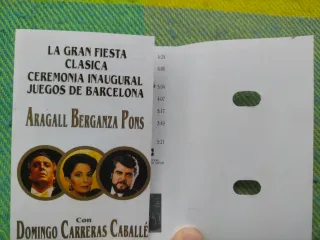 LA GRAN FIESTA
CLASICA
CEREMONIA INAUGURAL
JUEGOS DE BARCELONA
ARAGALL BERGANZA PONS
Con
DOMINGO CARRERAS CABALLÉ